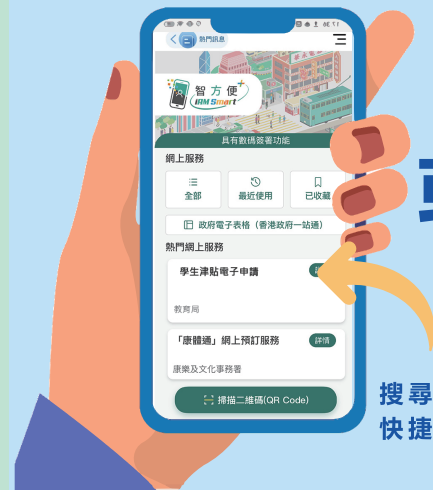 熱門訊息
智方便+
iAM Smart
具有數碼簽署功能
網上服務
全部 最近使用 已收藏
政府電子表格(香港政府一站通)
熱門網上服務
學生津貼電子申請
教育局
「康體通」網上預訂服務 詳情
康樂及文化事務署
掃描二維碼(QR Code)
搜尋
快捷